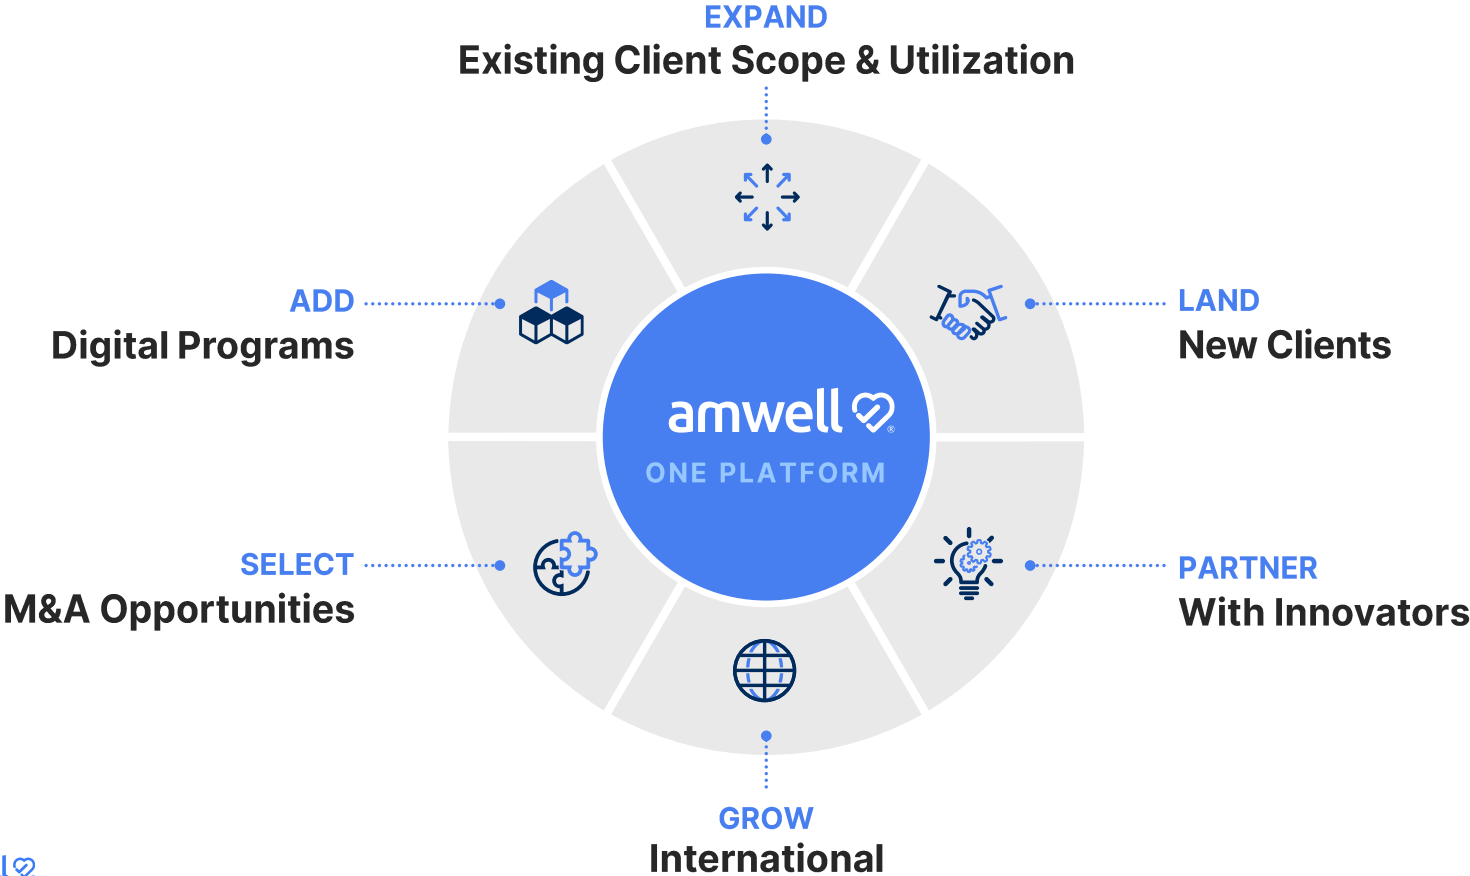 EXPAND
Existing Client Scope & Utilization
ADD
Digital Programs
LAND
New Clients
amwell®
ONE PLATFORM
SELECT
M&A Opportunities
PARTNER
With Innovators
GROW
International
l